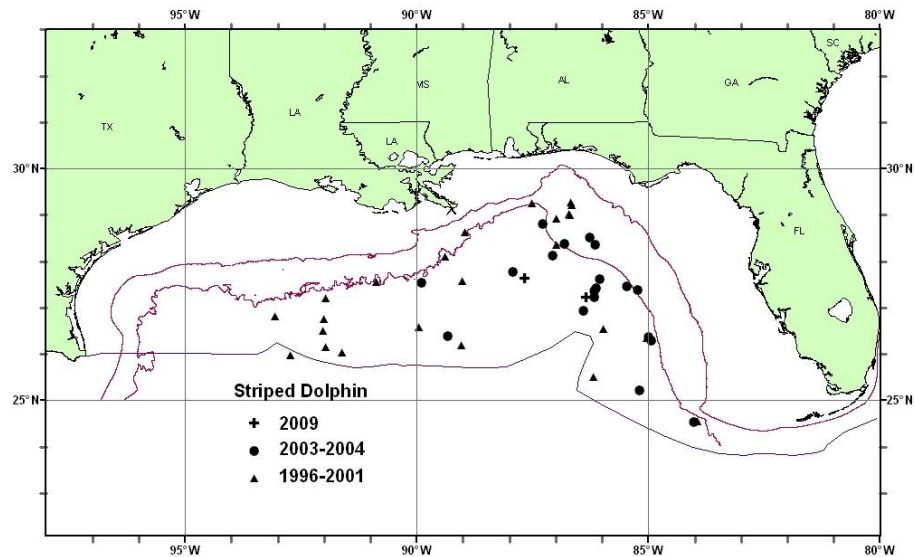 95°W 90°W 85°W 80°W
SC
MS AL GA
LA
TX
LA
30°N 30°N
FL
25°N 25°N
Striped Dolphin
2009
2003-2004
1996-2001
95°W 90°W 85°W 80°W